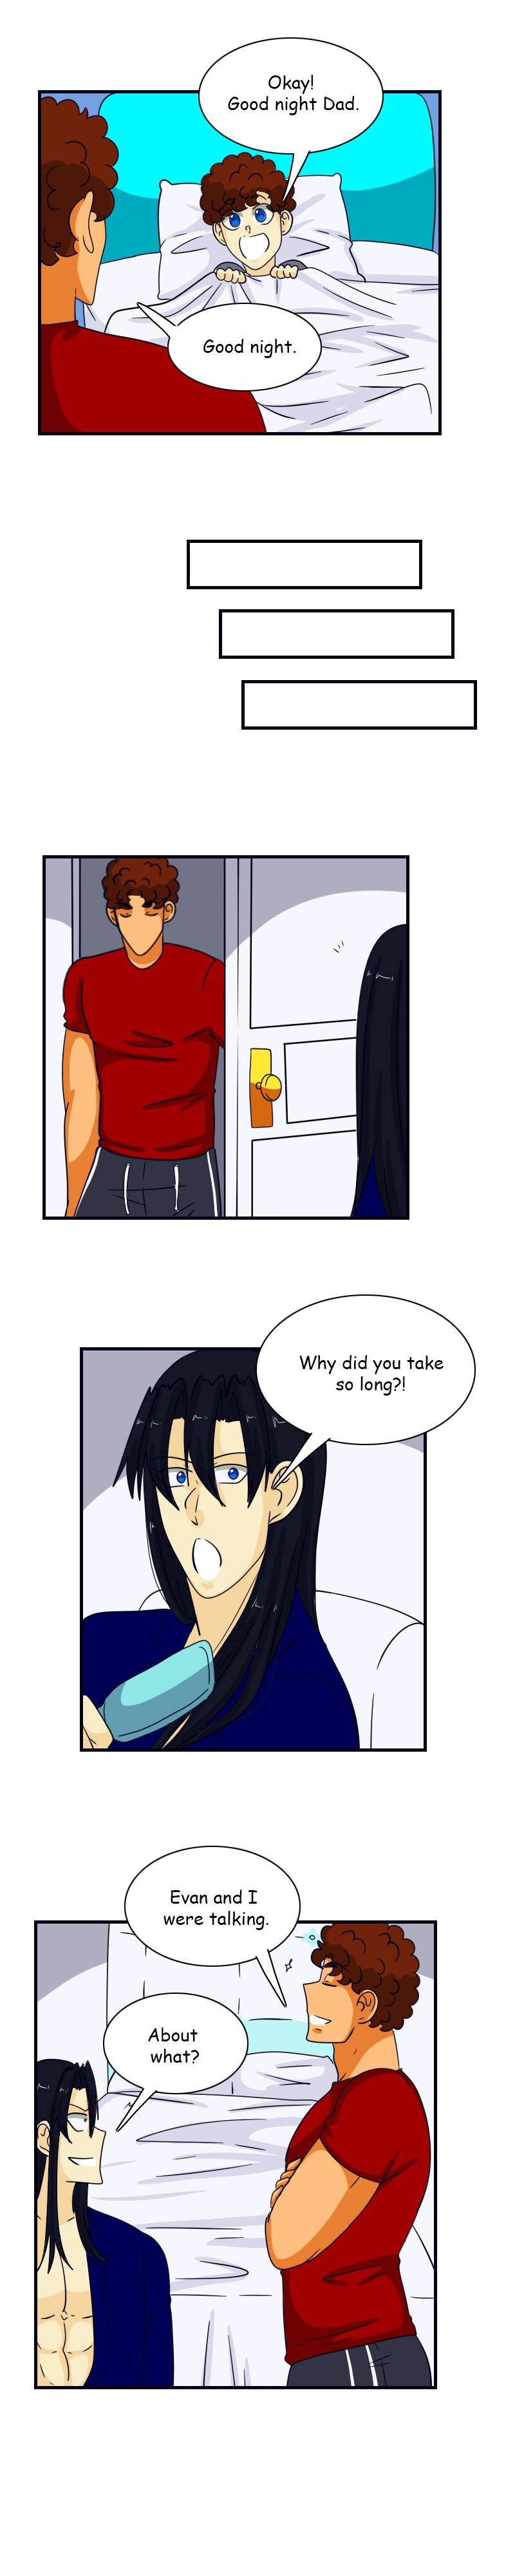 Okay!
Good night Dad.
Good night.
Why did you take
so long?!
Evan and I
were talking.
About
what?